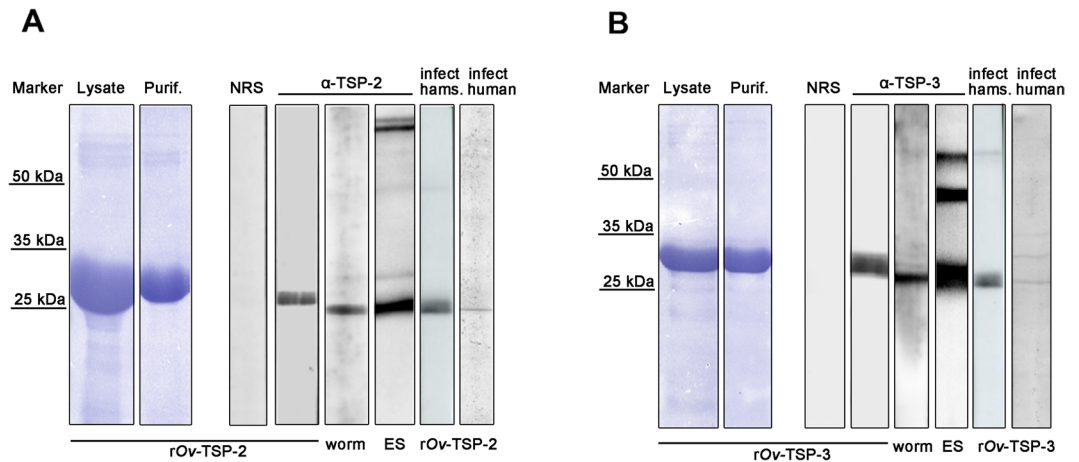 A
Marker Lysate Purif. NRS α-TSP-2 infect hams. infect human
50 kDa
35 kDa
25 kDa
rOv-TSP-2 worm ES rOv-TSP-2
B
Marker Lysate Purif. NRS α-TSP-3 infect hams. infect human
50 kDa
35 kDa
25 kDa
rOv-TSP-3 worm ES rOv-TSP-3